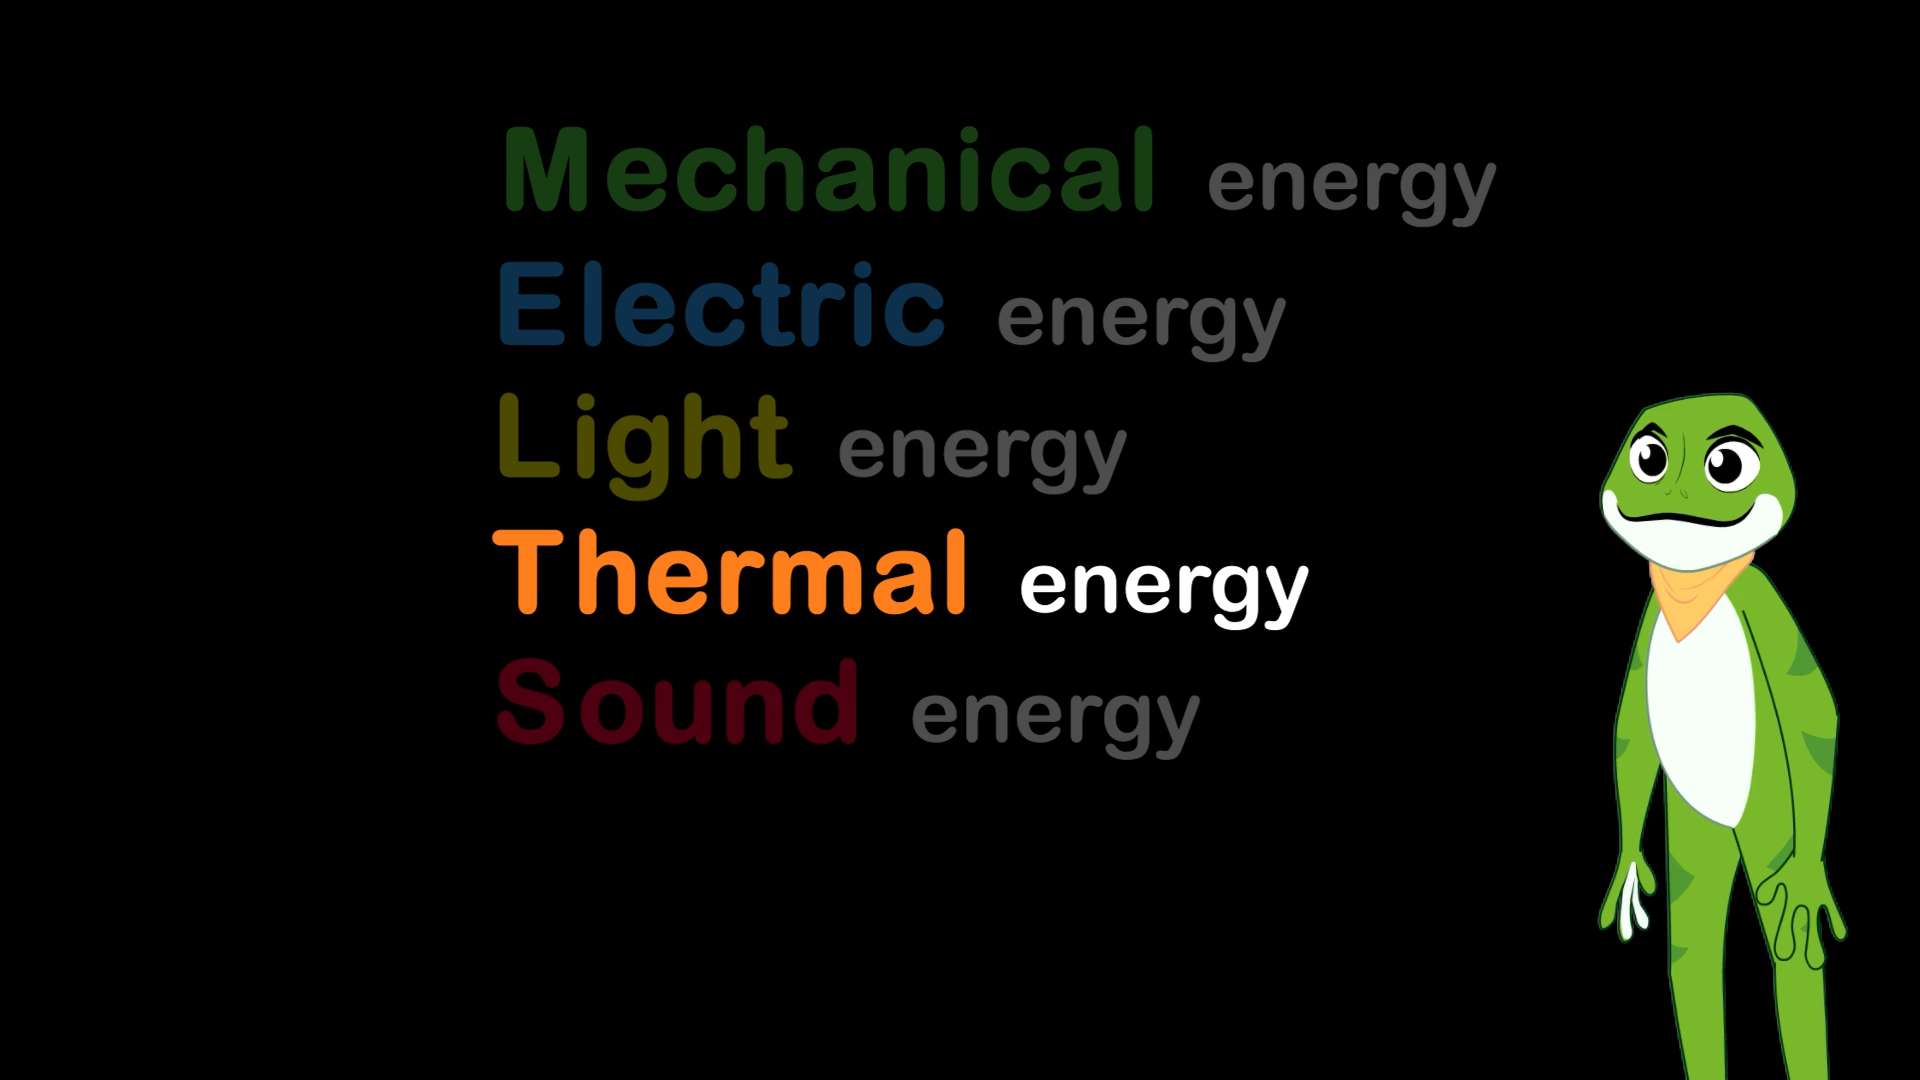 Mechanical energy
Electric energy
Light energy
Thermal energy
Sound energy